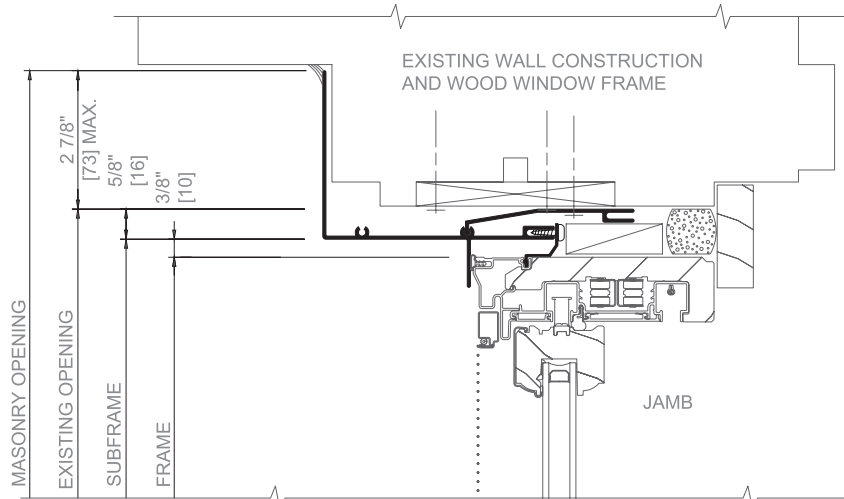 EXISTING WALL CONSTRUCTION
AND WOOD WINDOW FRAME
2 7/8"
[73] MAX.
5/8"
[16]
3/8"
[10]
MASONRY OPENING
EXISTING OPENING
SUBFRAME
FRAME
JAMB